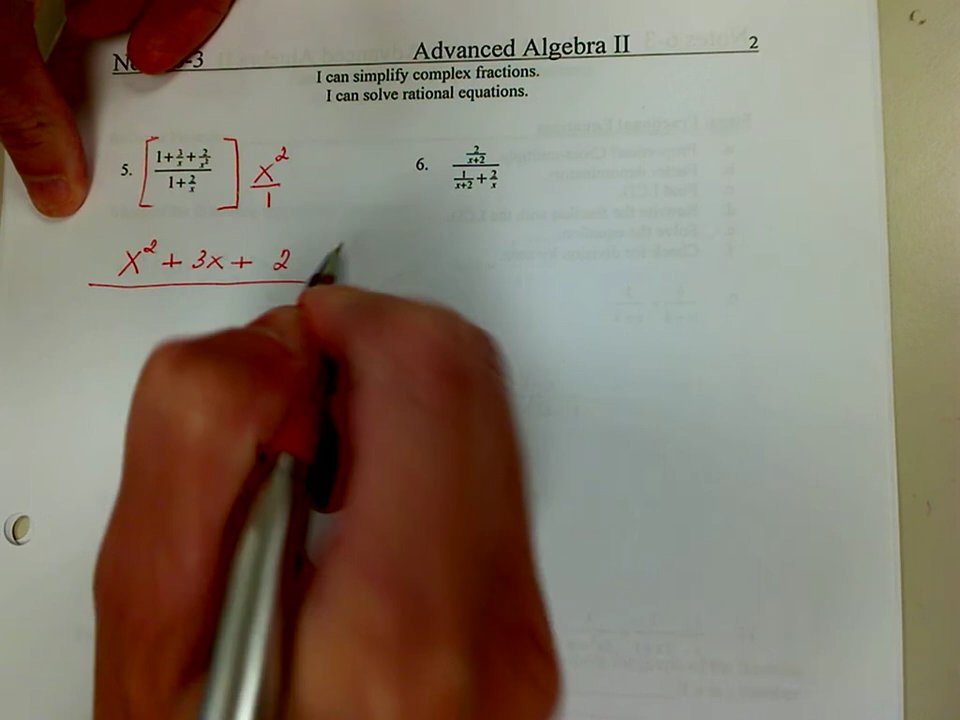 Advanced Algebra II 2
I can simplify complex fractions.
I can solve rational equations.
5. [ (1+3/x+2/x²)/(1+2/x) ] x²/1
6. (2/(x+2))/(1/(x+2)+2/x)
x² + 3x + 2